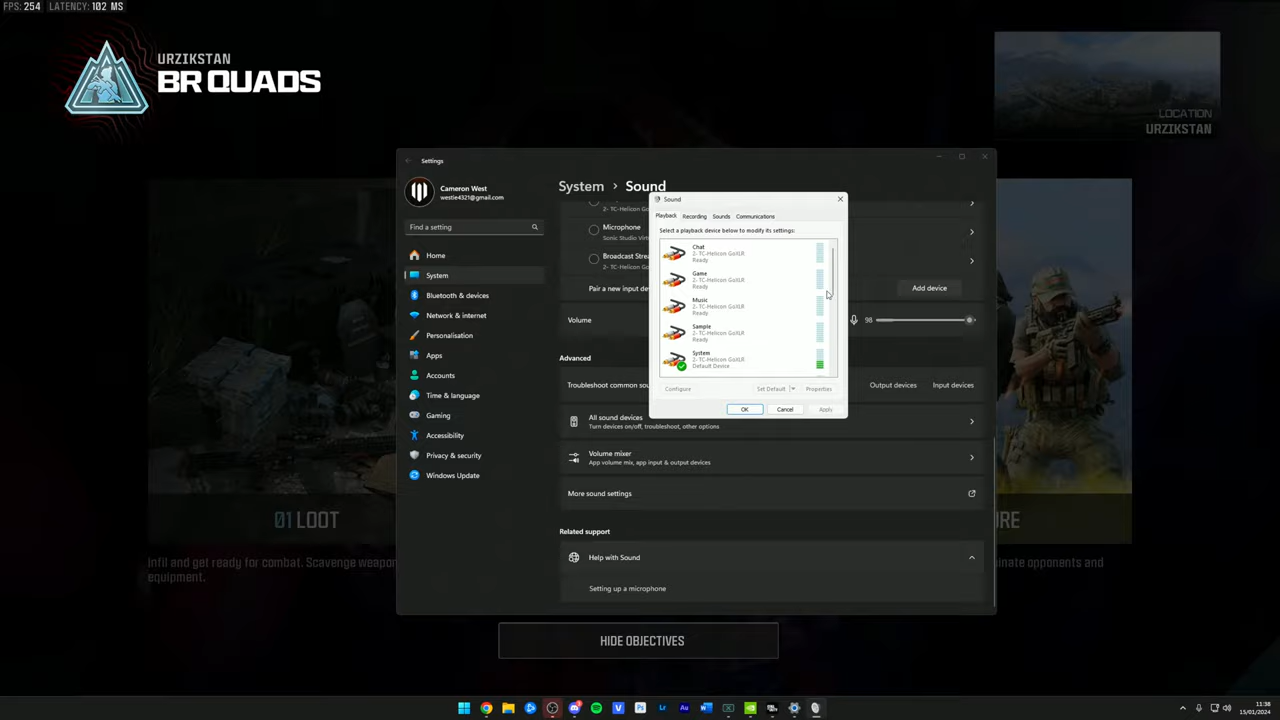 FPS: 254 LATENCY: 102 MS
URZIKSTAN
BR QUADS
LOCATION
URZIKSTAN
Settings
Cameron West
westie4321@gmail.com
Find a setting
Home
System
Bluetooth & devices
Network & internet
Personalisation
Apps
Accounts
Time & language
Gaming
Accessibility
Privacy & security
Windows Update
System > Sound
2- TC-Helicon Go
Microphone
Sonic Studio Virt
Broadcast Strea
2- TC-Helicon Go
Pair a new input dev
Add device
Volume
98
Advanced
Troubleshoot common sou
Output devices
Input devices
All sound devices
Turn devices on/off, troubleshoot, other options
Volume mixer
App volume mix, app input & output devices
More sound settings
Related support
Help with Sound
Setting up a microphone
Sound
Playback Recording Sounds Communications
Select a playback device below to modify its settings:
Chat
2- TC-Helicon GoXLR
Ready
Game
2- TC-Helicon GoXLR
Ready
Music
2- TC-Helicon GoXLR
Ready
Sample
2- TC-Helicon GoXLR
Ready
System
2- TC-Helicon GoXLR
Default Device
Configure
Set Default
Properties
OK
Cancel
Apply
01 LOOT
RE
Infil and get ready for combat. Scavenge weapon
equipment.
minate opponents and
HIDE OBJECTIVES
11:38
15/01/2024